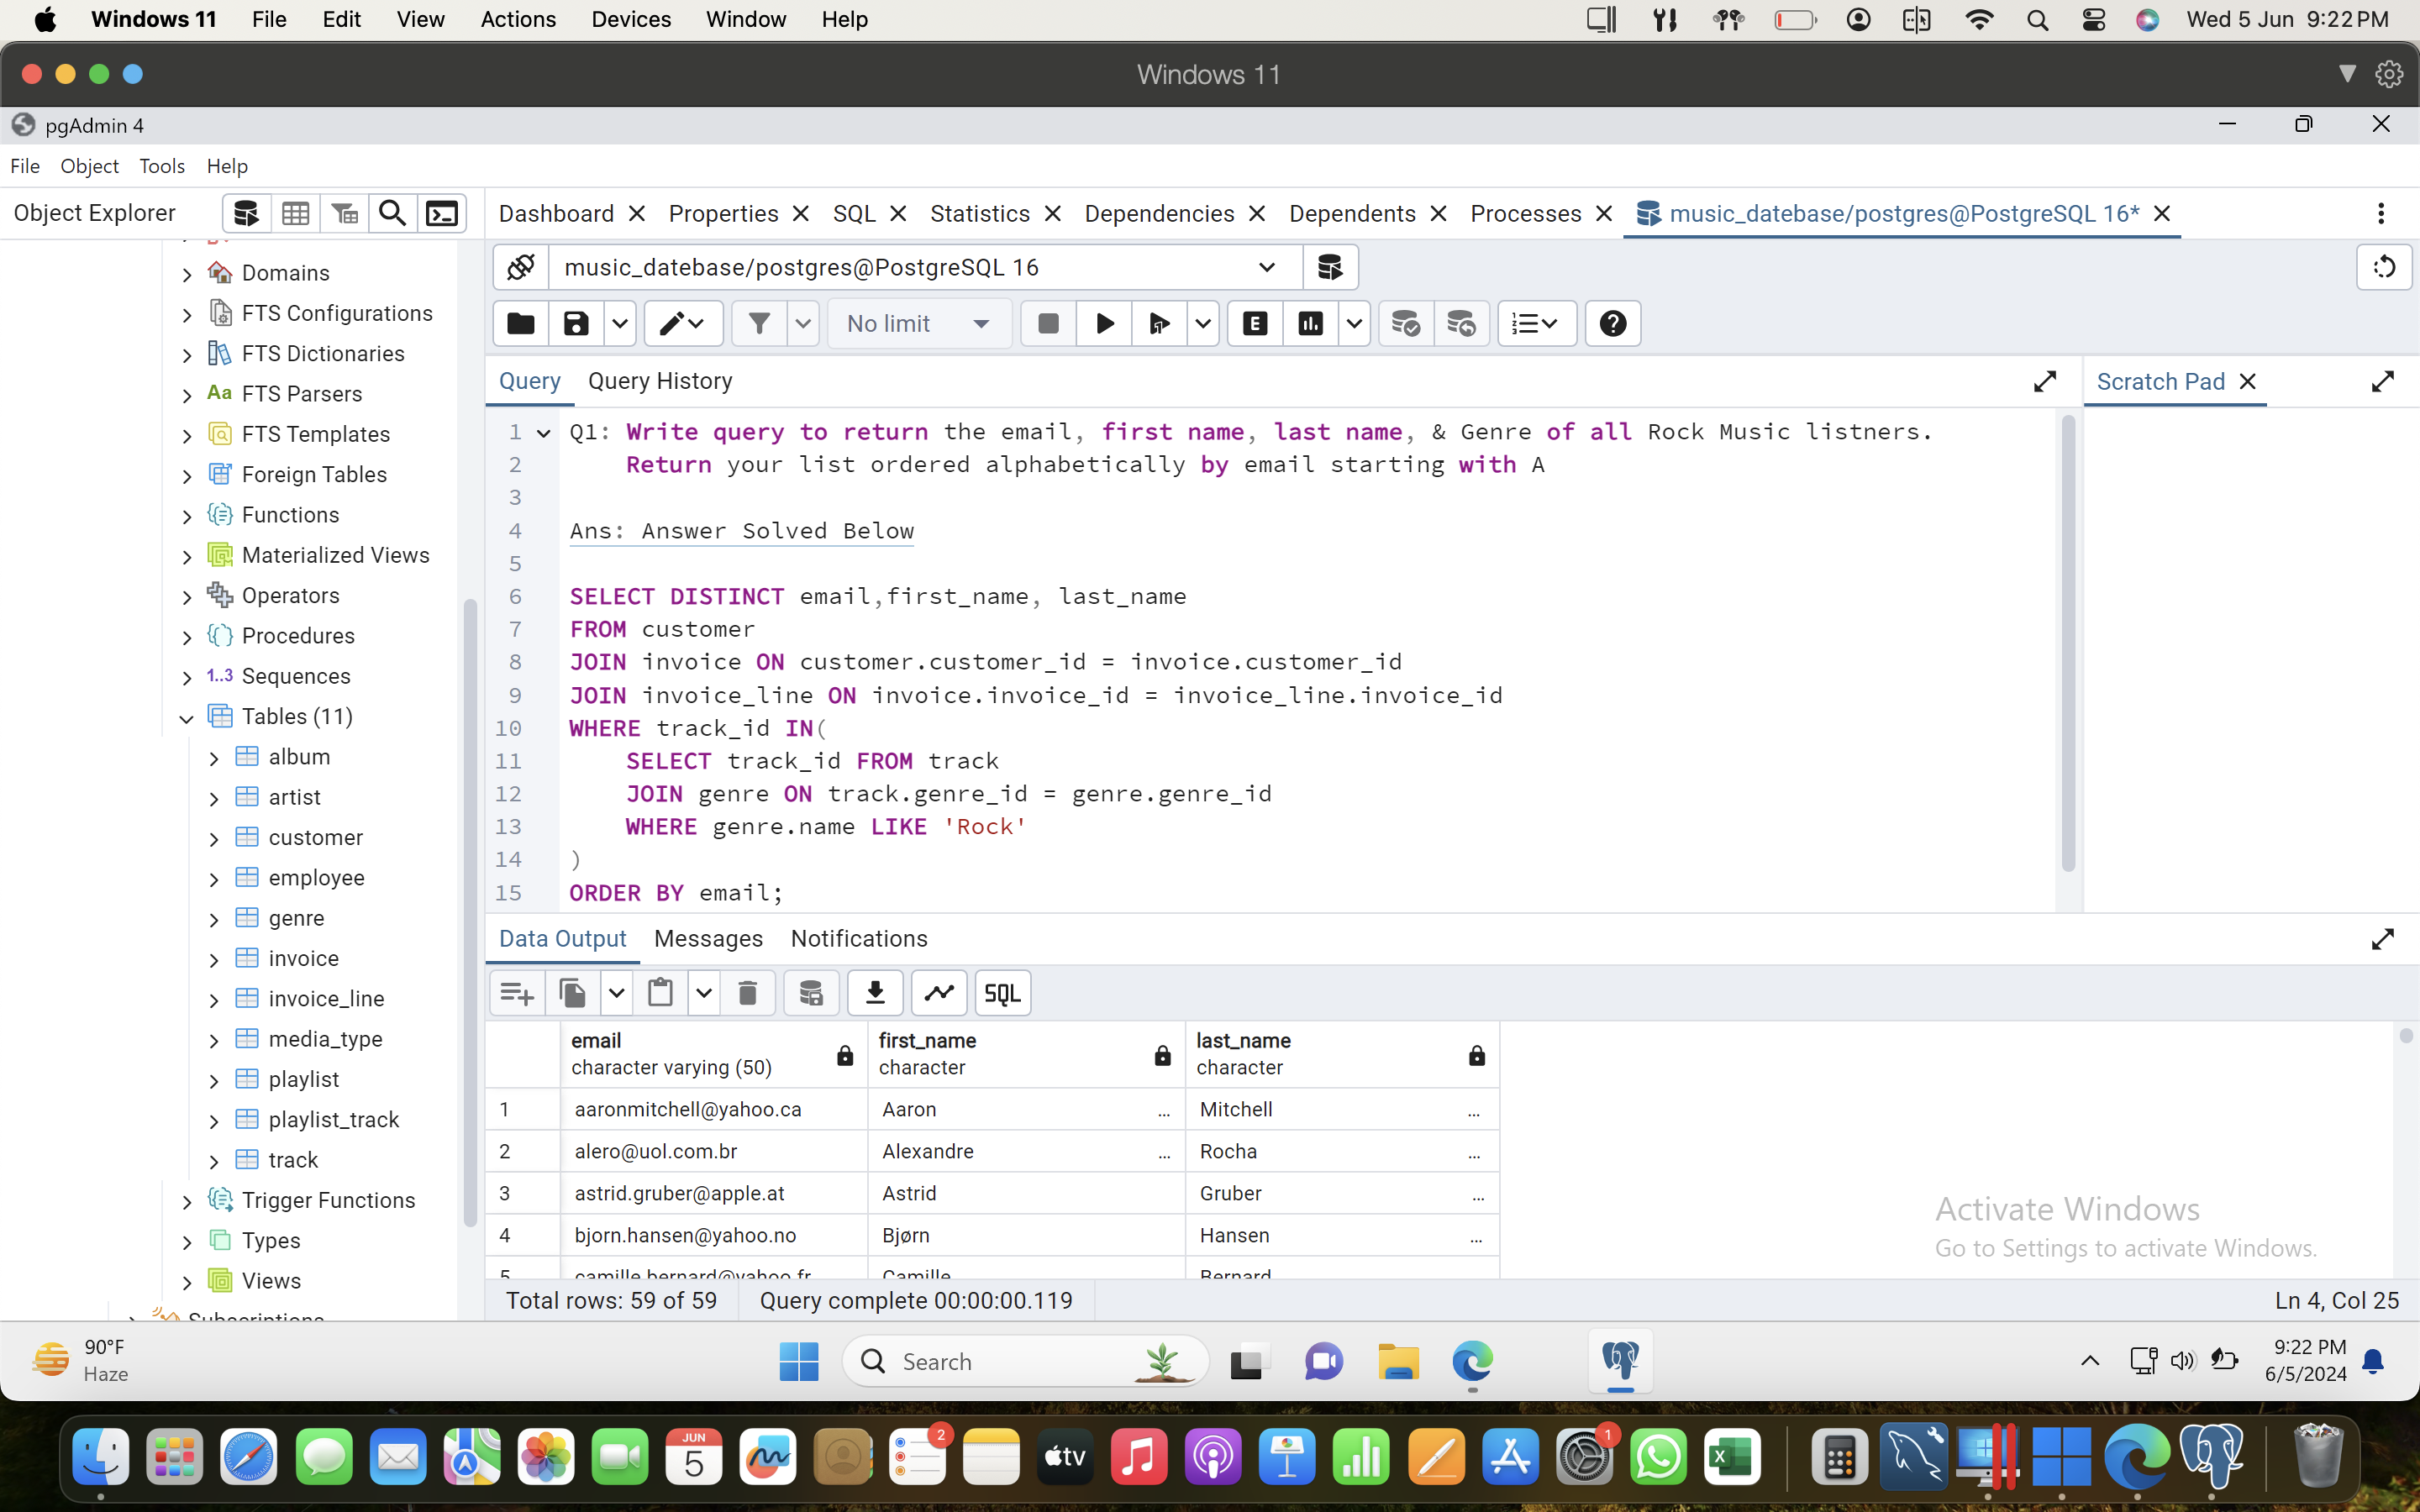 Windows 11 File Edit View Actions Devices Window Help Wed 5 Jun 9:22 PM
Windows 11
pgAdmin 4
File Object Tools Help
Object Explorer Dashboard Properties SQL Statistics Dependencies Dependents Processes music_datebase/postgres@PostgreSQL 16*
music_datebase/postgres@PostgreSQL 16
No limit
Query Query History Scratch Pad
Domains
FTS Configurations
FTS Dictionaries
Aa FTS Parsers
FTS Templates
Foreign Tables
Functions
Materialized Views
Operators
Procedures
1..3 Sequences
Tables (11)
album
artist
customer
employee
genre
invoice
invoice_line
media_type
playlist
playlist_track
track
Trigger Functions
Types
Views
Subscriptions
1 Q1: Write query to return the email, first name, last name, & Genre of all Rock Music listners.
2 Return your list ordered alphabetically by email starting with A
3
4 Ans: Answer Solved Below
5
6 SELECT DISTINCT email,first_name, last_name
7 FROM customer
8 JOIN invoice ON customer.customer_id = invoice.customer_id
9 JOIN invoice_line ON invoice.invoice_id = invoice_line.invoice_id
10 WHERE track_id IN(
11 SELECT track_id FROM track
12 JOIN genre ON track.genre_id = genre.genre_id
13 WHERE genre.name LIKE 'Rock'
14 )
15 ORDER BY email;
Data Output Messages Notifications
SQL
email first_name last_name
character varying (50) character character
1 aaronmitchell@yahoo.ca Aaron ... Mitchell ...
2 alero@uol.com.br Alexandre ... Rocha ...
3 astrid.gruber@apple.at Astrid Gruber ...
4 bjorn.hansen@yahoo.no Bjørn Hansen ...
5 camille.bernard@yahoo.fr Camille Bernard
Activate Windows
Go to Settings to activate Windows.
Total rows: 59 of 59 Query complete 00:00:00.119 Ln 4, Col 25
90°F
Haze
Search
9:22 PM
6/5/2024
JUN
5
2
tv
1